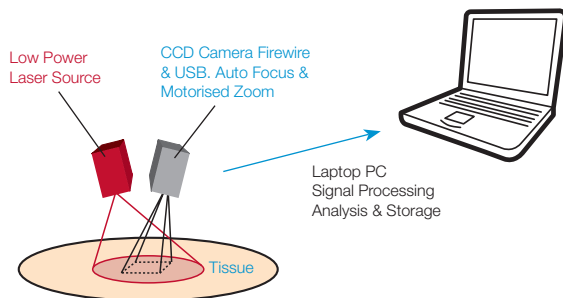 Low Power
Laser Source
CCD Camera Firewire
& USB. Auto Focus &
Motorised Zoom
Laptop PC
Signal Processing
Analysis & Storage
Tissue